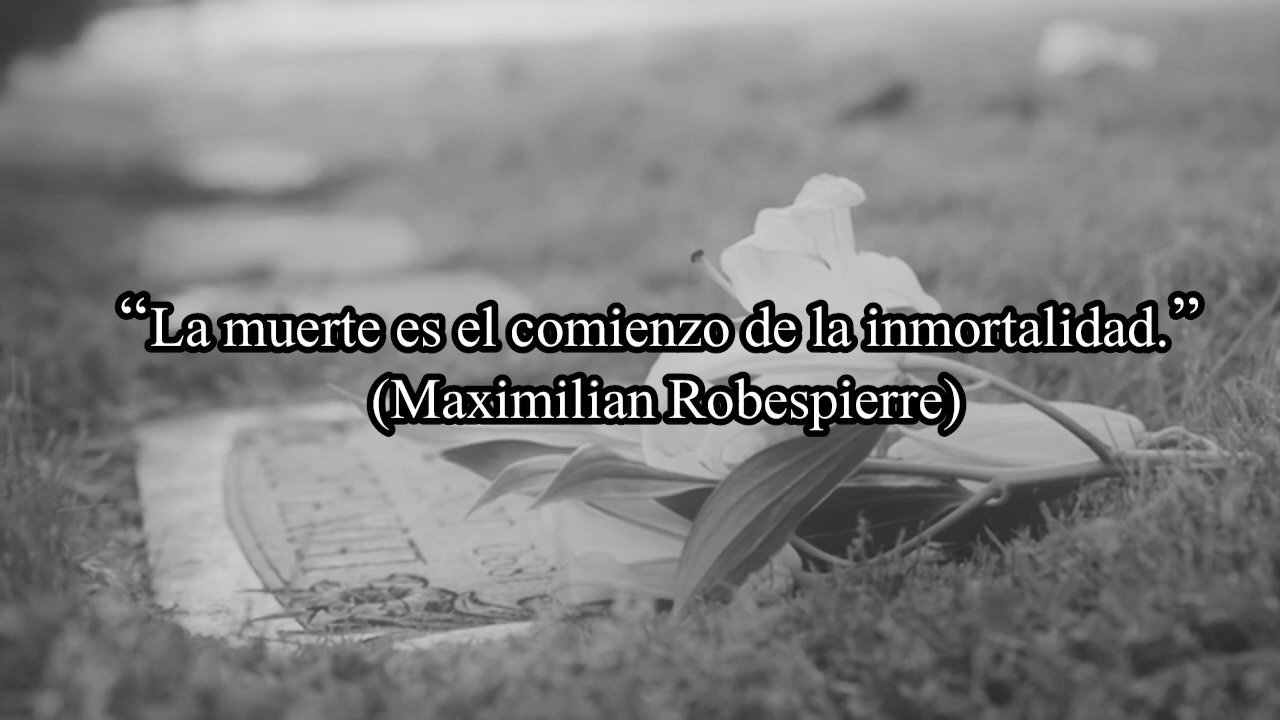 “La muerte es el comienzo de la inmortalidad.”
(Maximilian Robespierre)